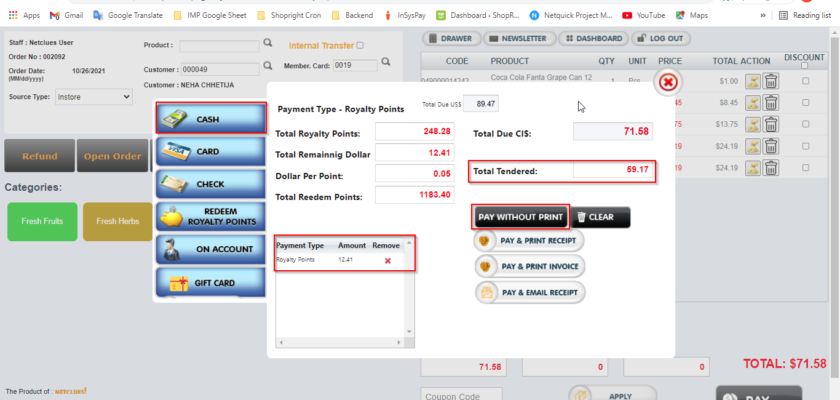 Apps Gmail Google Translate IMP Google Sheet Shopright Cron Backend InSysPay Dashboard ‹ ShopR... Netquick Project M... YouTube Maps » Reading list
Staff : Netclues User
Order No : 002092
Order Date: 10/26/2021
(MM/dd/yyyy)
Source Type: Instore
Product :
Customer : 000049
Customer : NEHA CHHETIJA
Internal Transfer
Member. Card: 0019
DRAWER NEWSLETTER DASHBOARD LOG OUT
CODE PRODUCT QTY UNIT PRICE TOTAL ACTION DISCOUNT
Coca Cola Fanta Grape Can 12
1 Pcs $1.00
45 $8.45
75 $13.75
19 $24.19
19 $24.19
Refund Open Order
Categories:
Fresh Fruits Fresh Herbs
CASH
CARD
CHECK
REDEEM
ROYALTY POINTS
ON ACCOUNT
GIFT CARD
Payment Type - Royalty Points
Total Due US$ 89.47
Total Royalty Points: 248.28
Total Remainnig Dollar 12.41
Dollar Per Point: 0.05
Total Reedem Points: 1183.40
Total Due CI$: 71.58
Total Tendered: 59.17
PAY WITHOUT PRINT CLEAR
PAY & PRINT RECEIPT
PAY & PRINT INVOICE
PAY & EMAIL RECEIPT
Payment Type Amount Remove
Royalty Points 12.41
71.58 0 0 TOTAL: $71.58
Coupon Code APPLY PAY
The Product of : NETCLUES!